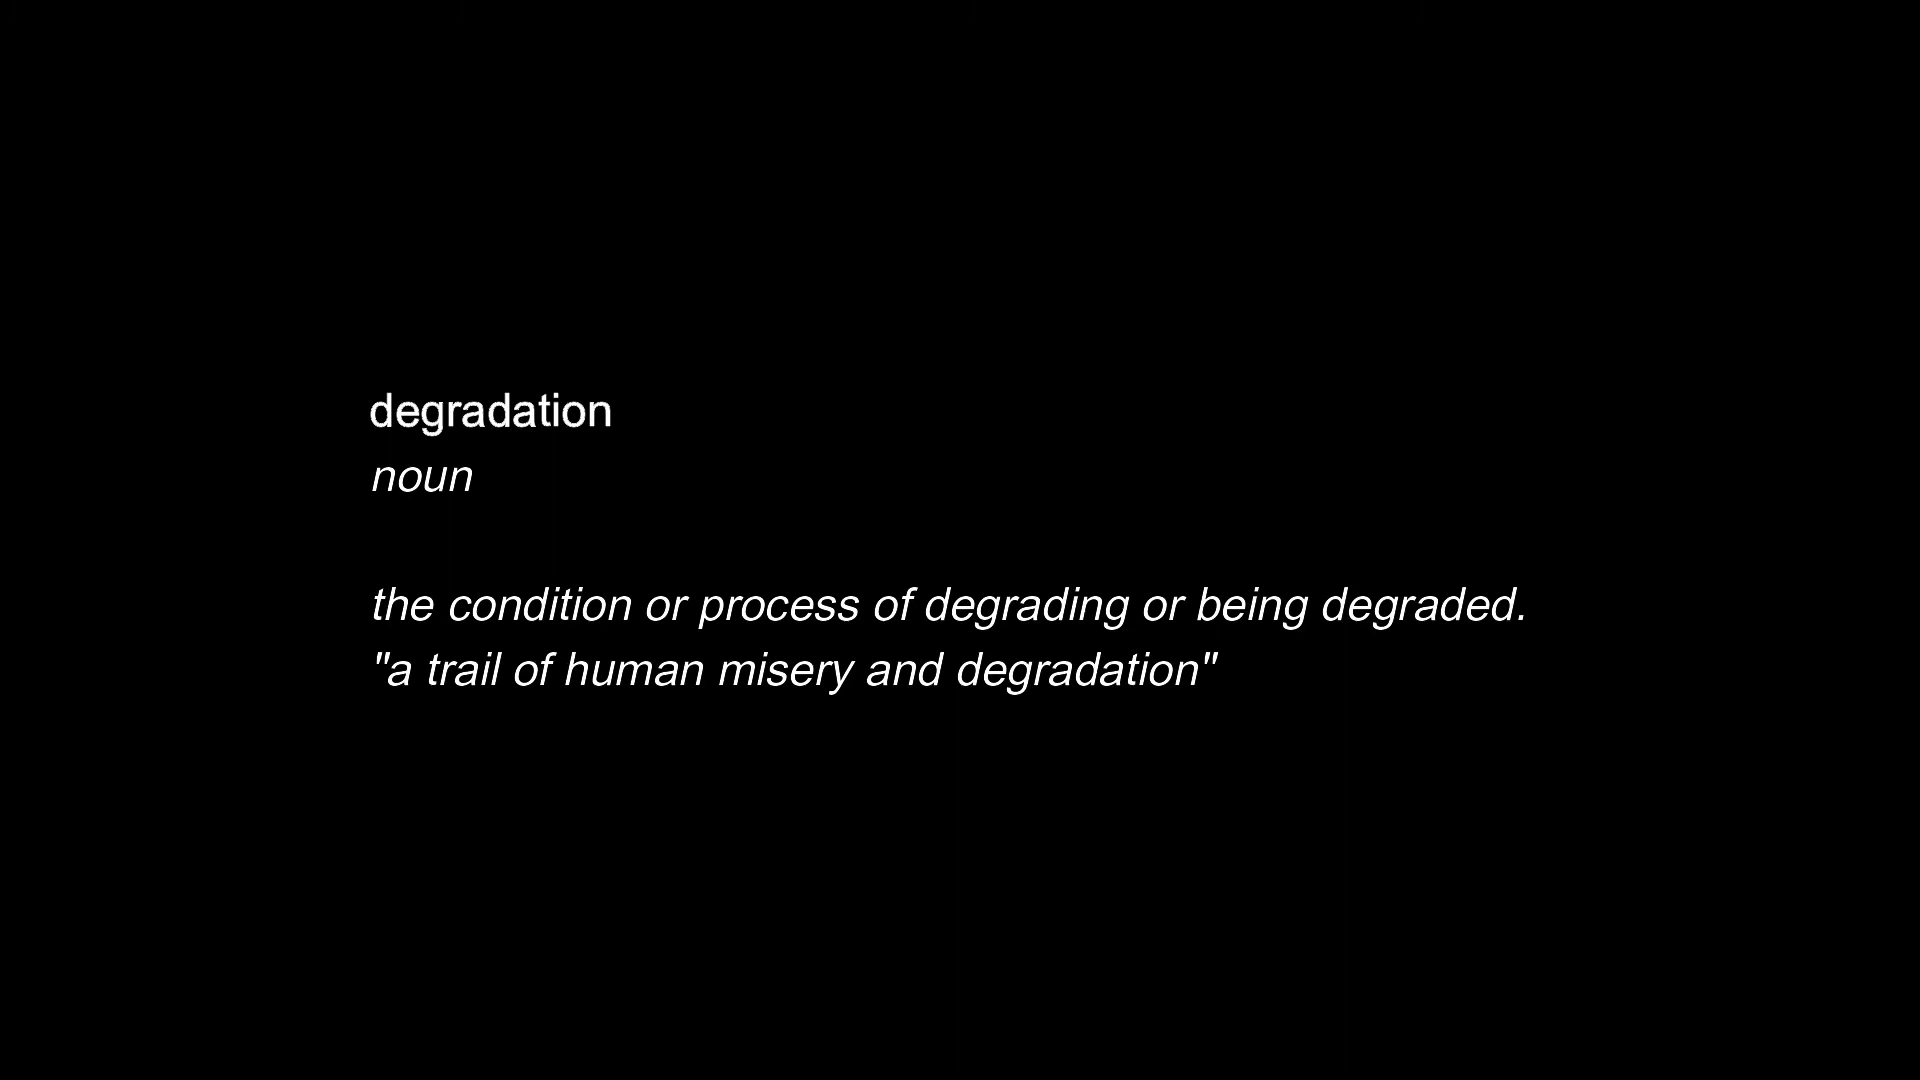 degradation
noun
the condition or process of degrading or being degraded.
"a trail of human misery and degradation"